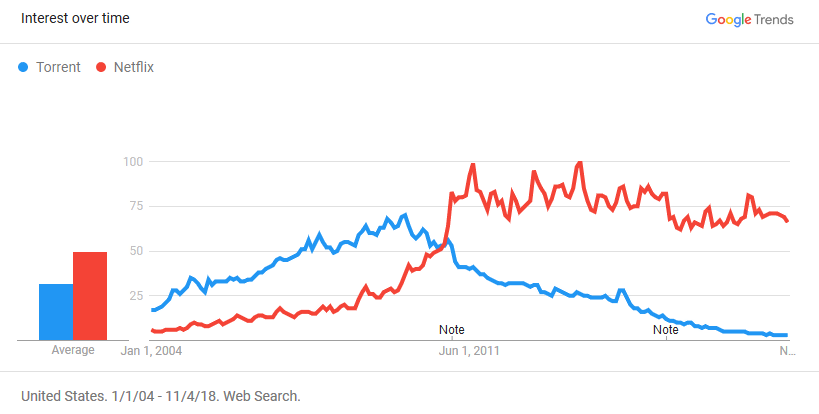 Interest over time
Google Trends
Torrent Netflix
100
75
50
25
Note Note
Average Jan 1, 2004 Jun 1, 2011 N...
United States. 1/1/04 - 11/4/18. Web Search.